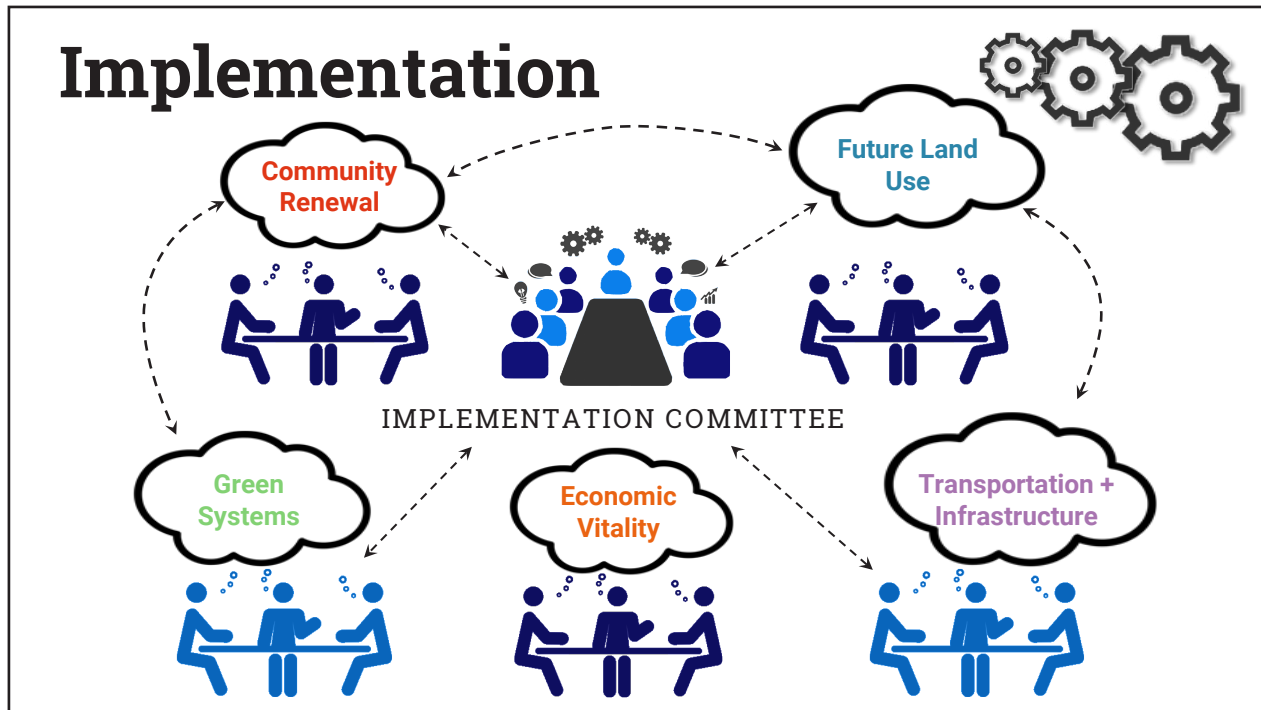 Implementation
Community
Renewal
Future Land
Use
IMPLEMENTATION COMMITTEE
Green
Systems
Economic
Vitality
Transportation +
Infrastructure